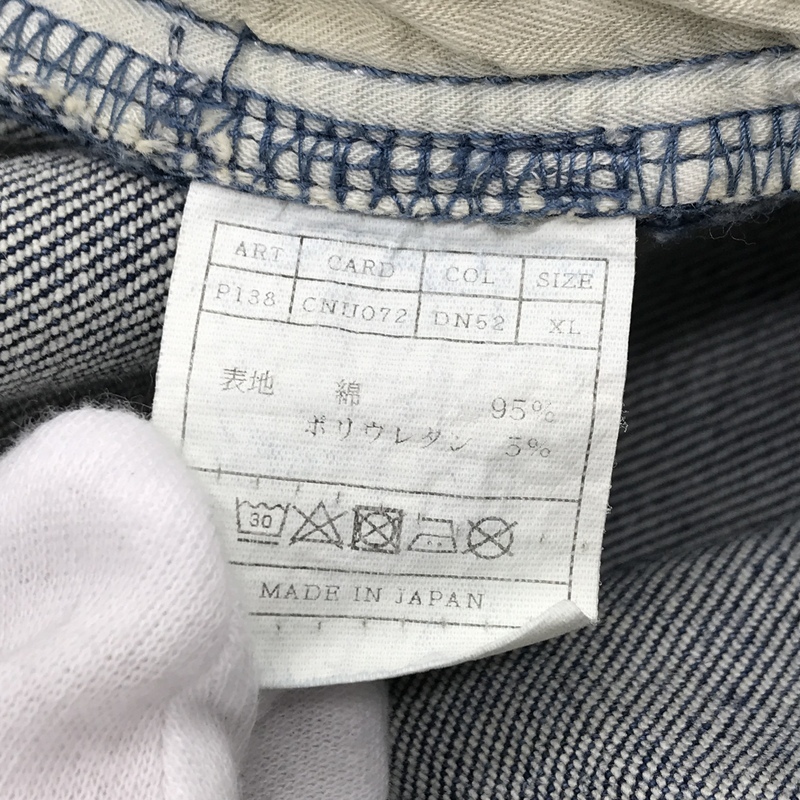 ART CARD COL SIZE
P138 CNU072 DN52 XL
表地 綿 95%
ポリウレタン 5%
30
MADE IN JAPAN